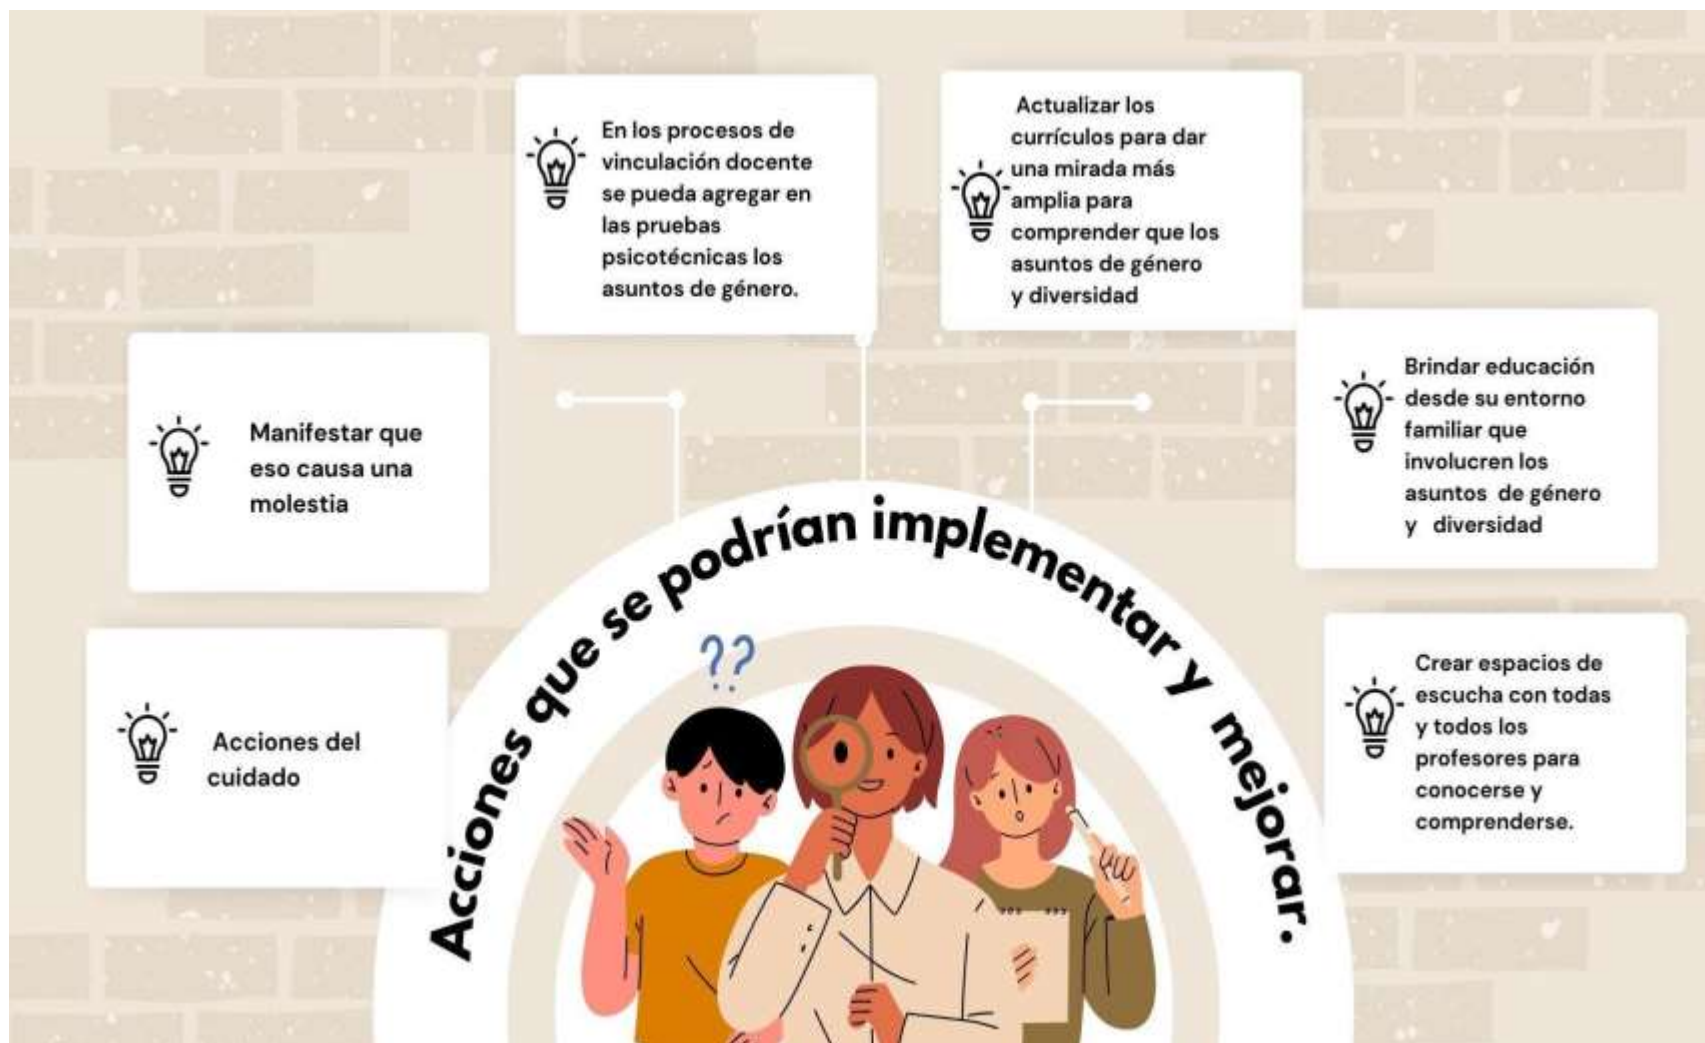 En los procesos de
vinculación docente
se pueda agregar en
las pruebas
psicotécnicas los
asuntos de género.
Actualizar los
currículos para dar
una mirada más
amplia para
comprender que los
asuntos de género
y diversidad
Manifestar que
eso causa una
molestia
Brindar educación
desde su entorno
familiar que
involucren los
asuntos de género
y diversidad
Acciones del
cuidado
Crear espacios de
escucha con todas
y todos los
profesores para
conocerse y
comprenderse.
Acciones que se podrían implementar y mejorar.
??